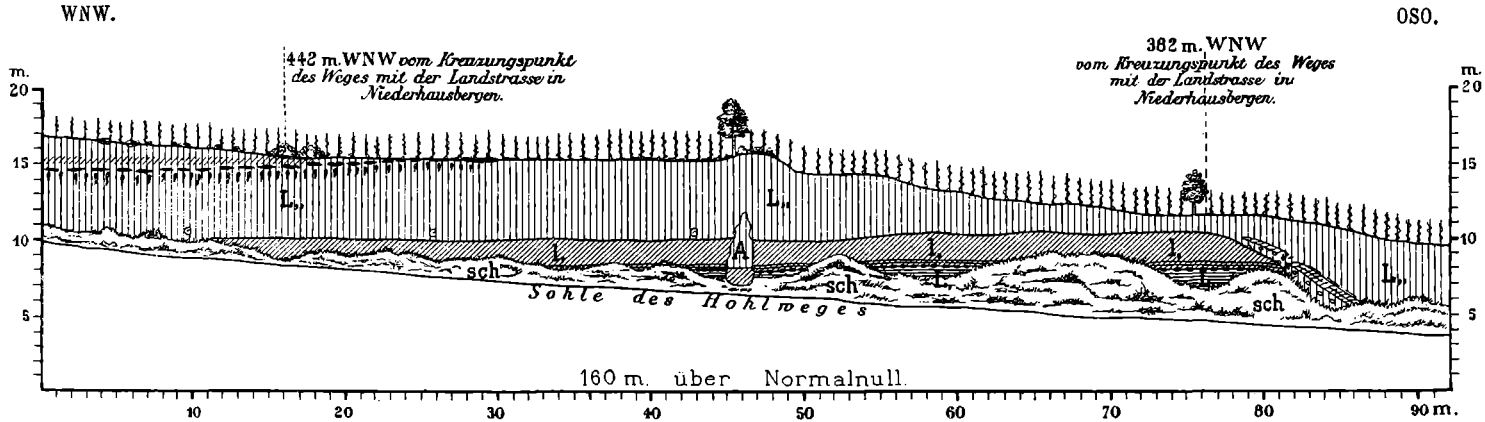 WNW.
OSO.
442 m. WNW vom Kreuzungspunkt
des Weges mit der Landstrasse in
Niederhausbergen.
382 m. WNW
vom Kreuzungspunkt des Weges
mit der Landstrasse in
Niederhausbergen.
m.
m.
20
20
15
15
10
10
5
5
L,,,
L,,,
L,,,
l,
l,
l,
A
L,
L,
sch
sch
sch
Sohle des Hohlweges
160 m. über Normalnull.
10 20 30 40 50 60 70 80 90 m.